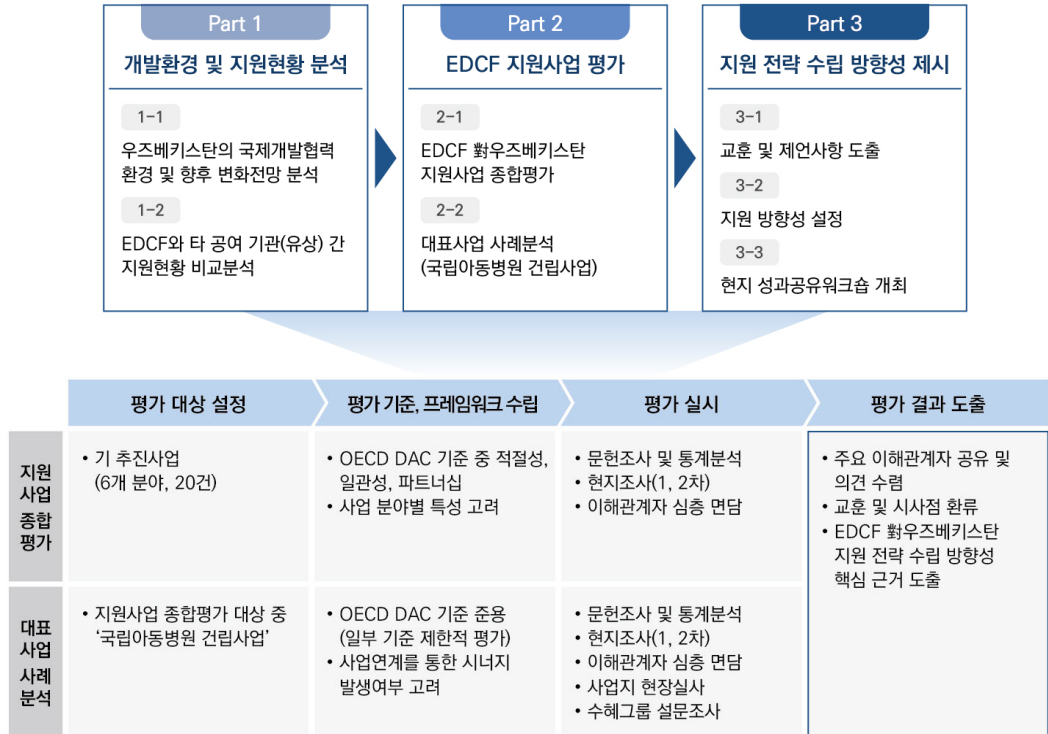 Part 1
개발환경 및 지원현황 분석
1-1
우즈베키스탄의 국제개발협력
환경 및 향후 변화전망 분석
1-2
EDCF와 타 공여 기관(유상) 간
지원현황 비교분석
Part 2
EDCF 지원사업 평가
2-1
EDCF 對우즈베키스탄
지원사업 종합평가
2-2
대표사업 사례분석
(국립아동병원 건립사업)
Part 3
지원 전략 수립 방향성 제시
3-1
교훈 및 제언사항 도출
3-2
지원 방향성 설정
3-3
현지 성과공유워크숍 개최
평가 대상 설정
평가 기준, 프레임워크 수립
평가 실시
평가 결과 도출
지원
사업
종합
평가
• 기 추진사업
(6개 분야, 20건)
• OECD DAC 기준 중 적절성,
일관성, 파트너십
• 사업 분야별 특성 고려
• 문헌조사 및 통계분석
• 현지조사(1, 2차)
• 이해관계자 심층 면담
• 주요 이해관계자 공유 및
의견 수렴
• 교훈 및 시사점 환류
• EDCF 對우즈베키스탄
지원 전략 수립 방향성
핵심 근거 도출
대표
사업
사례
분석
• 지원사업 종합평가 대상 중
‘국립아동병원 건립사업’
• OECD DAC 기준 준용
(일부 기준 제한적 평가)
• 사업연계를 통한 시너지
발생여부 고려
• 문헌조사 및 통계분석
• 현지조사(1, 2차)
• 이해관계자 심층 면담
• 사업지 현장실사
• 수혜그룹 설문조사